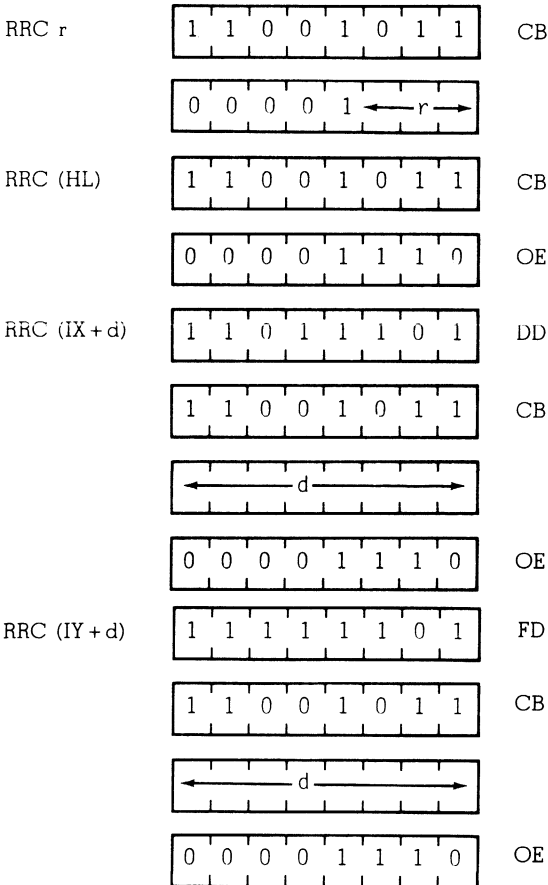 RRC r 1 1 0 0 1 0 1 1 CB
0 0 0 0 1 r
RRC (HL) 1 1 0 0 1 0 1 1 CB
0 0 0 0 1 1 1 0 OE
RRC (IX + d) 1 1 0 1 1 1 0 1 DD
1 1 0 0 1 0 1 1 CB
d
0 0 0 0 1 1 1 0 OE
RRC (IY + d) 1 1 1 1 1 1 0 1 FD
1 1 0 0 1 0 1 1 CB
d
0 0 0 0 1 1 1 0 OE